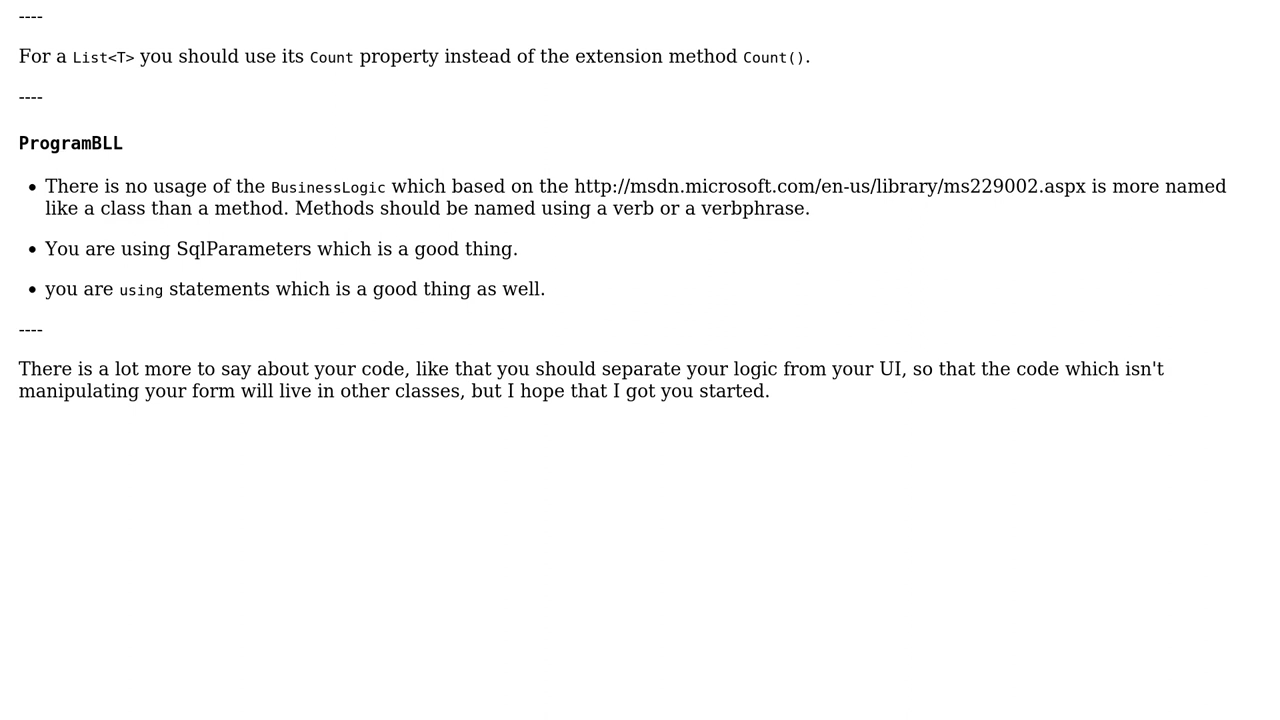 ----
For a List<T> you should use its Count property instead of the extension method Count().
----
ProgramBLL
• There is no usage of the BusinessLogic which based on the http://msdn.microsoft.com/en-us/library/ms229002.aspx is more named
like a class than a method. Methods should be named using a verb or a verbphrase.
• You are using SqlParameters which is a good thing.
• you are using statements which is a good thing as well.
----
There is a lot more to say about your code, like that you should separate your logic from your UI, so that the code which isn't
manipulating your form will live in other classes, but I hope that I got you started.